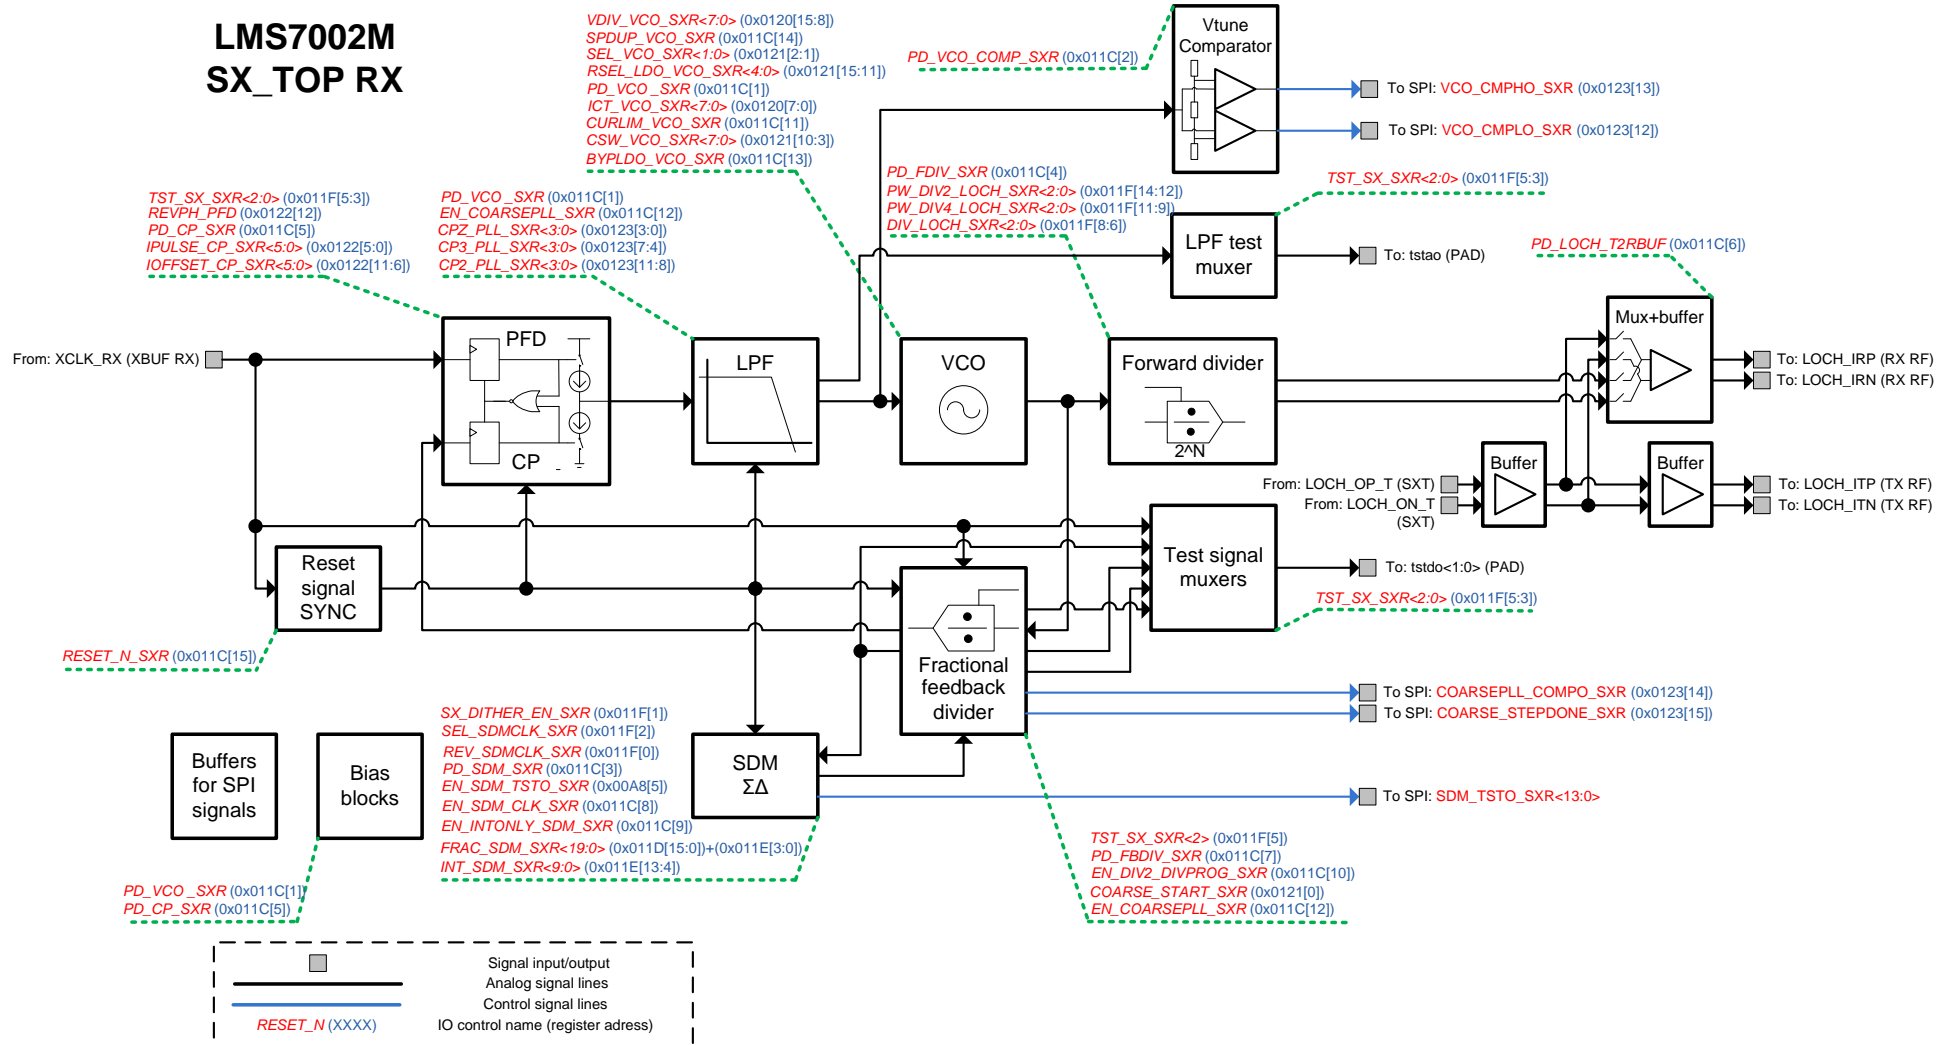 LMS7002M
SX_TOP RX
VDIV_VCO_SXR<7:0> (0x0120[15:8])
SPDUP_VCO_SXR (0x011C[14])
SEL_VCO_SXR<1:0> (0x0121[2:1])
RSEL_LDO_VCO_SXR<4:0> (0x0121[15:11])
PD_VCO _SXR (0x011C[1])
ICT_VCO_SXR<7:0> (0x0120[7:0])
CURLIM_VCO_SXR (0x011C[11])
CSW_VCO_SXR<7:0> (0x0121[10:3])
BYPLDO_VCO_SXR (0x011C[13])
PD_VCO_COMP_SXR (0x011C[2])
Vtune
Comparator
To SPI: VCO_CMPHO_SXR (0x0123[13])
To SPI: VCO_CMPLO_SXR (0x0123[12])
TST_SX_SXR<2:0> (0x011F[5:3])
REVPH_PFD (0x0122[12])
PD_CP_SXR (0x011C[5])
IPULSE_CP_SXR<5:0> (0x0122[5:0])
IOFFSET_CP_SXR<5:0> (0x0122[11:6])
PD_VCO _SXR (0x011C[1])
EN_COARSEPLL_SXR (0x011C[12])
CPZ_PLL_SXR<3:0> (0x0123[3:0])
CP3_PLL_SXR<3:0> (0x0123[7:4])
CP2_PLL_SXR<3:0> (0x0123[11:8])
PD_FDIV_SXR (0x011C[4])
PW_DIV2_LOCH_SXR<2:0> (0x011F[14:12])
PW_DIV4_LOCH_SXR<2:0> (0x011F[11:9])
DIV_LOCH_SXR<2:0> (0x011F[8:6])
TST_SX_SXR<2:0> (0x011F[5:3])
LPF test
muxer
To: tstao (PAD)
PD_LOCH_T2RBUF (0x011C[6])
From: XCLK_RX (XBUF RX)
PFD
CP
LPF
VCO
Forward divider
2^N
Mux+buffer
To: LOCH_IRP (RX RF)
To: LOCH_IRN (RX RF)
Buffer
Buffer
From: LOCH_OP_T (SXT)
From: LOCH_ON_T
(SXT)
To: LOCH_ITP (TX RF)
To: LOCH_ITN (TX RF)
Reset
signal
SYNC
RESET_N_SXR (0x011C[15])
Test signal
muxers
To: tstdo<1:0> (PAD)
TST_SX_SXR<2:0> (0x011F[5:3])
Fractional
feedback
divider
To SPI: COARSEPLL_COMPO_SXR (0x0123[14])
To SPI: COARSE_STEPDONE_SXR (0x0123[15])
SX_DITHER_EN_SXR (0x011F[1])
SEL_SDMCLK_SXR (0x011F[2])
REV_SDMCLK_SXR (0x011F[0])
PD_SDM_SXR (0x011C[3])
EN_SDM_TSTO_SXR (0x00A8[5])
EN_SDM_CLK_SXR (0x011C[8])
EN_INTONLY_SDM_SXR (0x011C[9])
FRAC_SDM_SXR<19:0> (0x011D[15:0])+(0x011E[3:0])
INT_SDM_SXR<9:0> (0x011E[13:4])
SDM
ΣΔ
To SPI: SDM_TSTO_SXR<13:0>
Buffers
for SPI
signals
Bias
blocks
PD_VCO _SXR (0x011C[1])
PD_CP_SXR (0x011C[5])
TST_SX_SXR<2> (0x011F[5])
PD_FBDIV_SXR (0x011C[7])
EN_DIV2_DIVPROG_SXR (0x011C[10])
COARSE_START_SXR (0x0121[0])
EN_COARSEPLL_SXR (0x011C[12])
Signal input/output
Analog signal lines
Control signal lines
RESET_N (XXXX) IO control name (register adress)